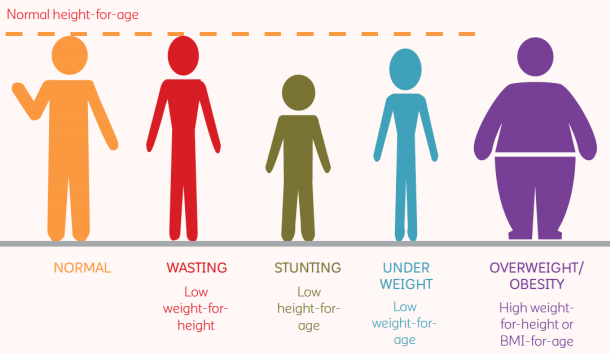 Normal height-for-age
NORMAL
WASTING
Low
weight-for-
height
STUNTING
Low
height-for-
age
UNDER
WEIGHT
Low
weight-for-
age
OVERWEIGHT/
OBESITY
High weight-
for-height or
BMI-for-age